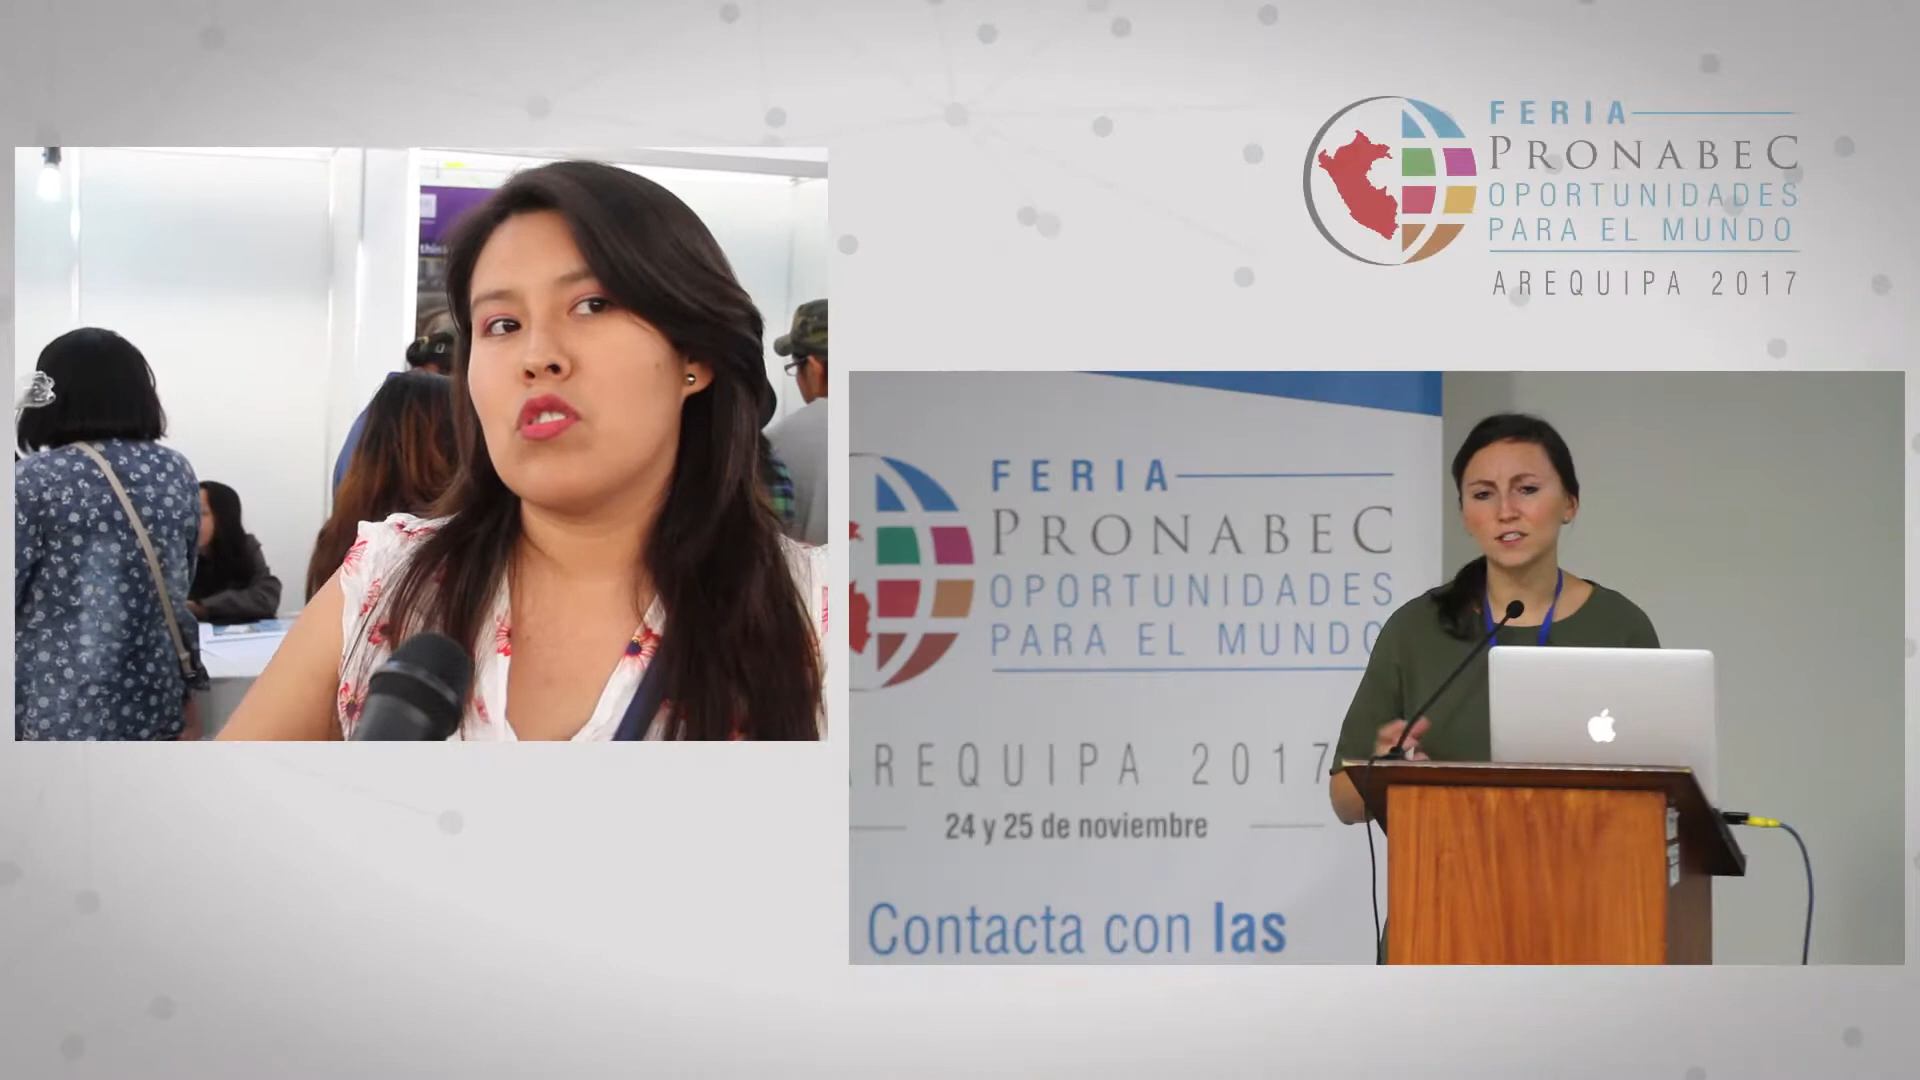 FERIA
PRONABEC
OPORTUNIDADES
PARA EL MUNDO
AREQUIPA 2017
FERIA
PRONABEC
OPORTUNIDADES
PARA EL MUNDO
AREQUIPA 2017
24 y 25 de noviembre
Contacta con las